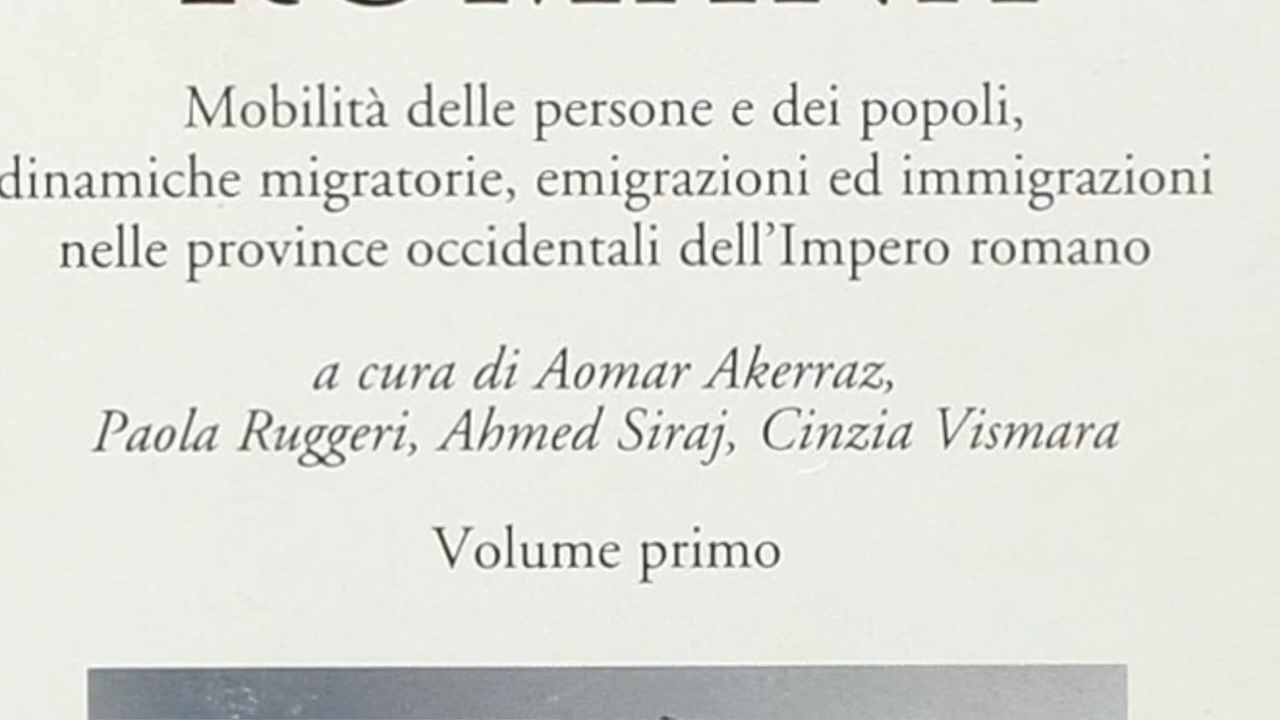 Mobilità delle persone e dei popoli,
dinamiche migratorie, emigrazioni ed immigrazioni
nelle province occidentali dell'Impero romano
a cura di Aomar Akerraz,
Paola Ruggeri, Ahmed Siraj, Cinzia Vismara
Volume primo